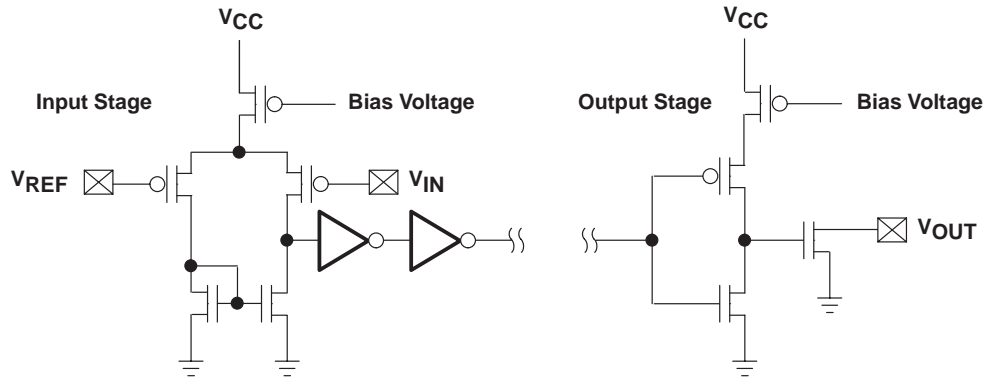 VCC
Input Stage
Bias Voltage
VREF
VIN
VCC
Output Stage
Bias Voltage
VOUT